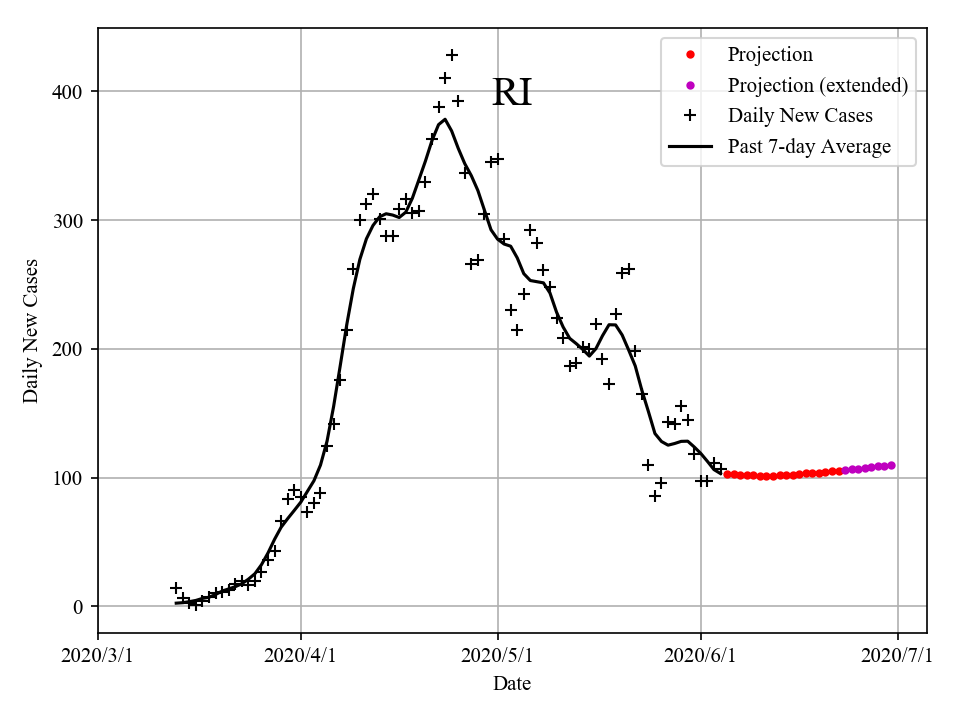 RI
Projection
Projection (extended)
Daily New Cases
Past 7-day Average
Daily New Cases
400
300
200
100
0
2020/3/1 2020/4/1 2020/5/1 2020/6/1 2020/7/1
Date